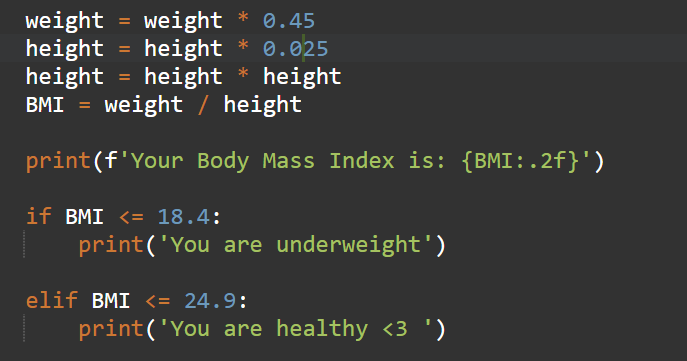 weight = weight * 0.45
height = height * 0.025
height = height * height
BMI = weight / height
print(f'Your Body Mass Index is: {BMI:.2f}')
if BMI <= 18.4:
    print('You are underweight')
elif BMI <= 24.9:
    print('You are healthy <3 ')